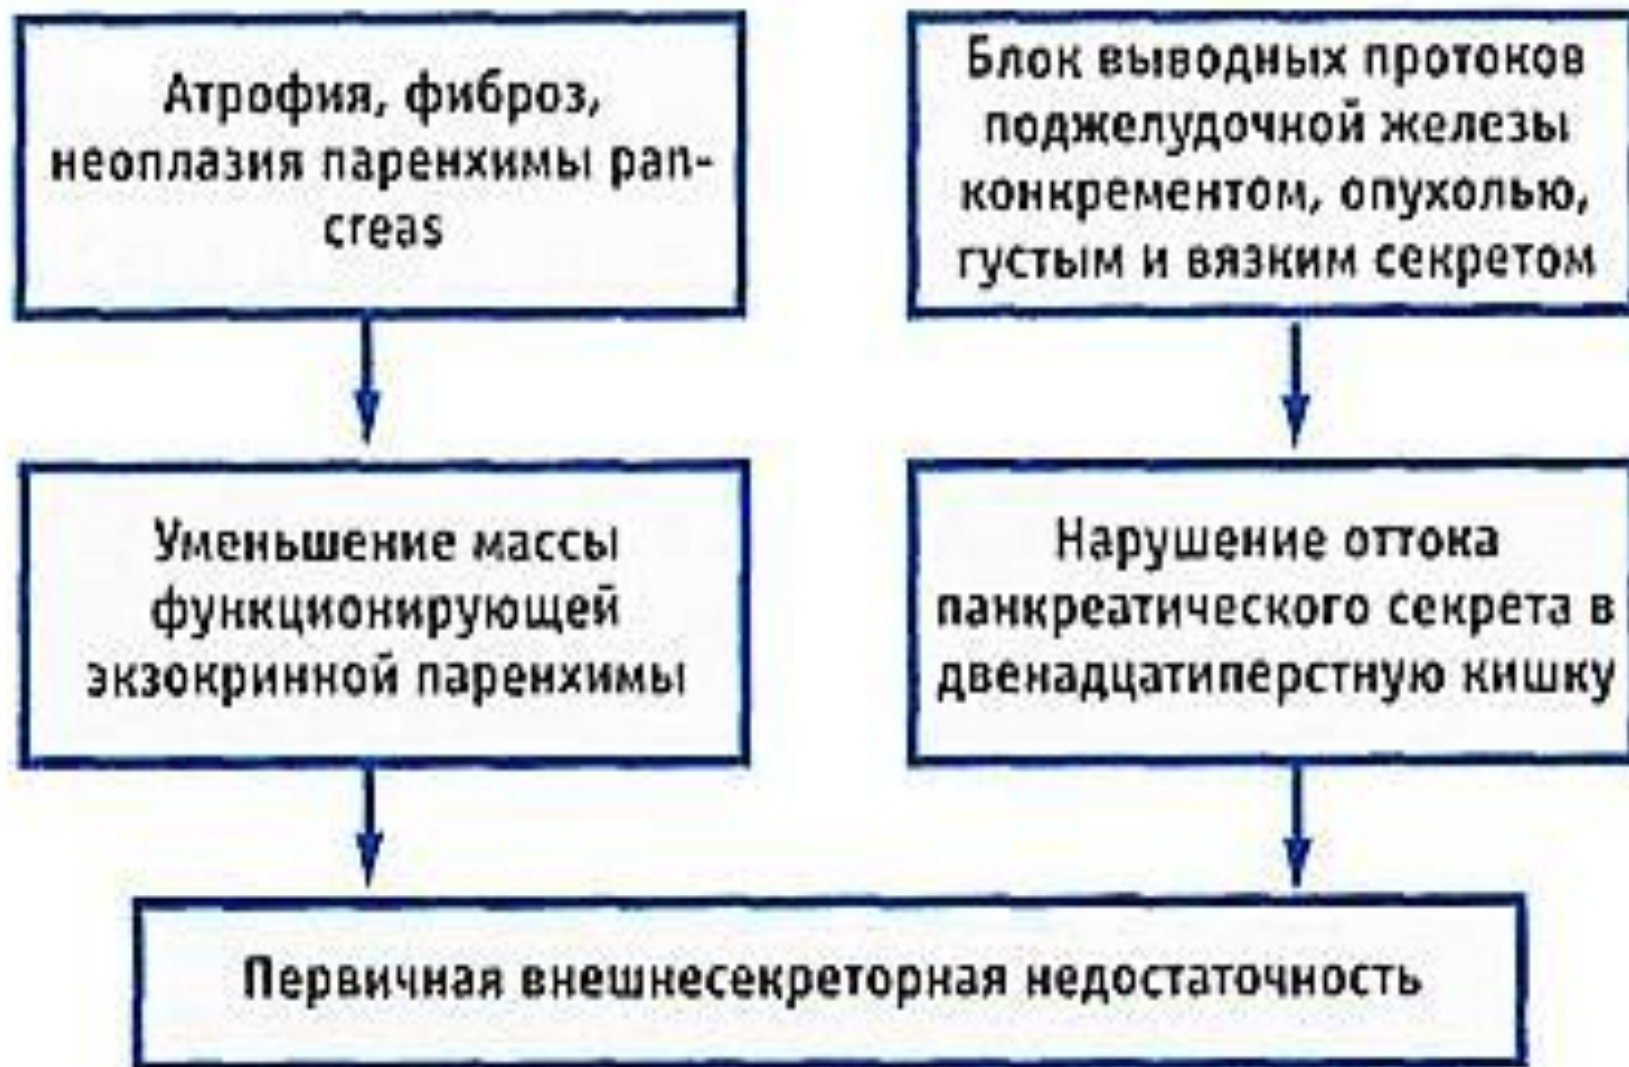 Атрофия, фиброз,
неоплазия паренхимы pan-
creas
Блок выводных протоков
поджелудочной железы
конкрементом, опухолью,
густым и вязким секретом
Уменьшение массы
функционирующей
экзокринной паренхимы
Нарушение оттока
панкреатического секрета в
двенадцатиперстную кишку
Первичная внешнесекреторная недостаточность